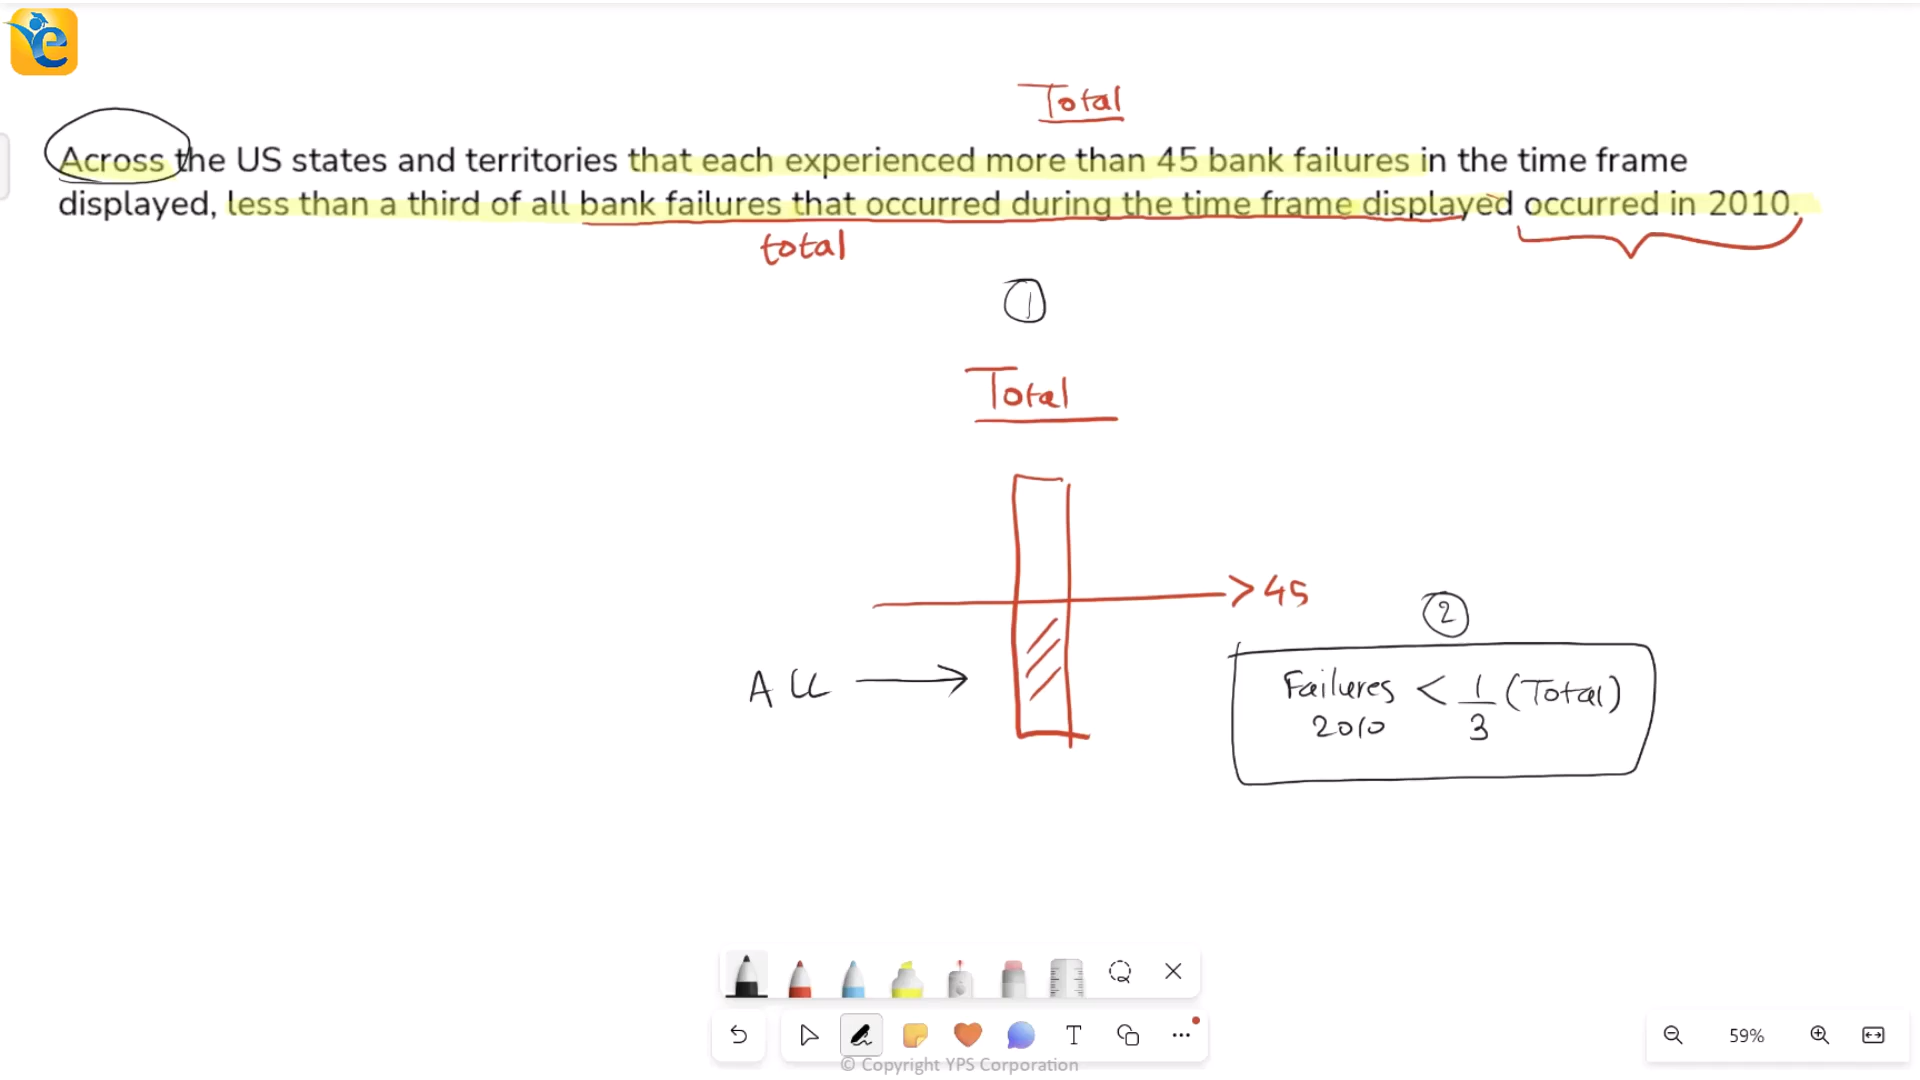 Total
Across the US states and territories that each experienced more than 45 bank failures in the time frame
displayed, less than a third of all bank failures that occurred during the time frame displayed occurred in 2010.
total
1
Total
> 45
2
ALL
Failures < 1/3 (Total)
2010
59%
© Copyright YPS Corporation